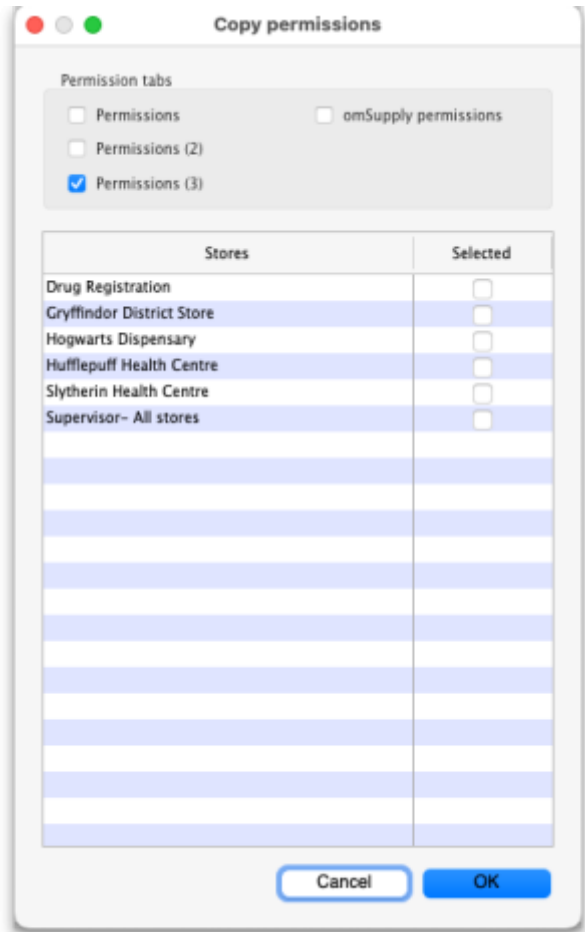 Copy permissions
Permission tabs
Permissions
omSupply permissions
Permissions (2)
Permissions (3)
Stores Selected
Drug Registration
Gryffindor District Store
Hogwarts Dispensary
Hufflepuff Health Centre
Slytherin Health Centre
Supervisor- All stores
Cancel OK